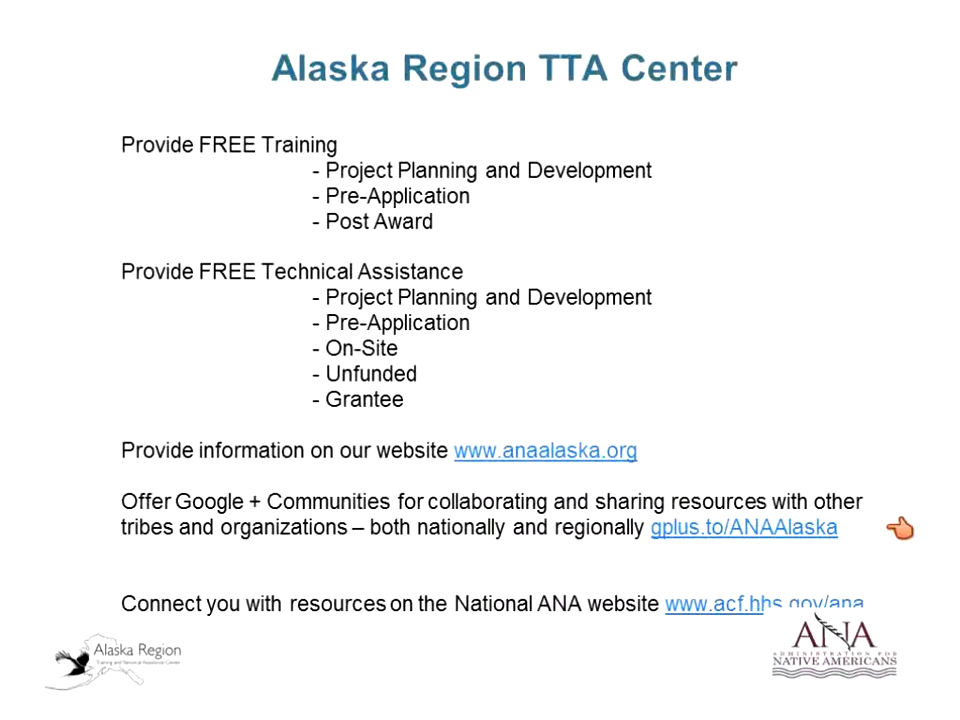 Alaska Region TTA Center
Provide FREE Training
- Project Planning and Development
- Pre-Application
- Post Award
Provide FREE Technical Assistance
- Project Planning and Development
- Pre-Application
- On-Site
- Unfunded
- Grantee
Provide information on our website www.anaalaska.org
Offer Google + Communities for collaborating and sharing resources with other
tribes and organizations – both nationally and regionally gplus.to/ANAAlaska
Connect you with resources on the National ANA website www.acf.hhs.gov/ana
Alaska Region
Training and Technical Assistance Center
ANA
ADMINISTRATION FOR
NATIVE AMERICANS